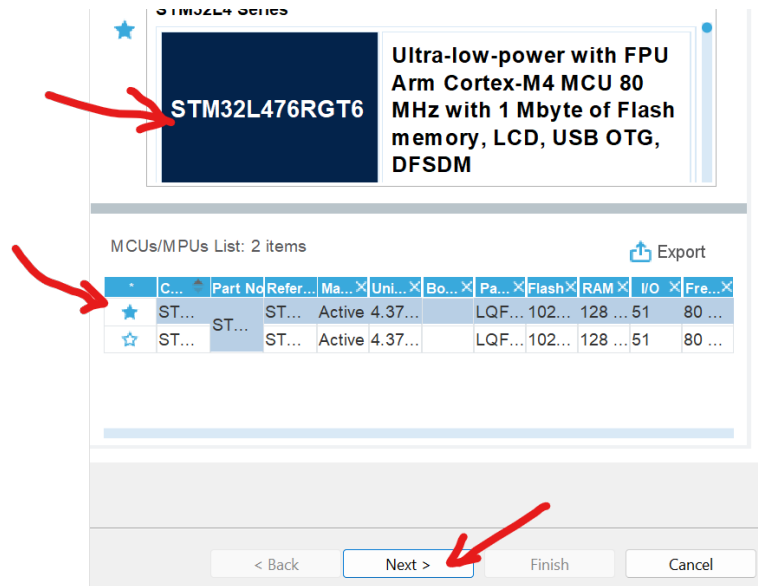 STM32L4 Series
STM32L476RGT6
Ultra-low-power with FPU
Arm Cortex-M4 MCU 80
MHz with 1 Mbyte of Flash
memory, LCD, USB OTG,
DFSDM
MCUs/MPUs List: 2 items
Export
* C... Part No Refer... Ma... Uni... Bo... Pa... Flash RAM I/O Fre...
ST... ST... ST... Active 4.37... LQF... 102... 128 ... 51 80 ...
ST... ST... Active 4.37... LQF... 102... 128 ... 51 80 ...
< Back Next > Finish Cancel